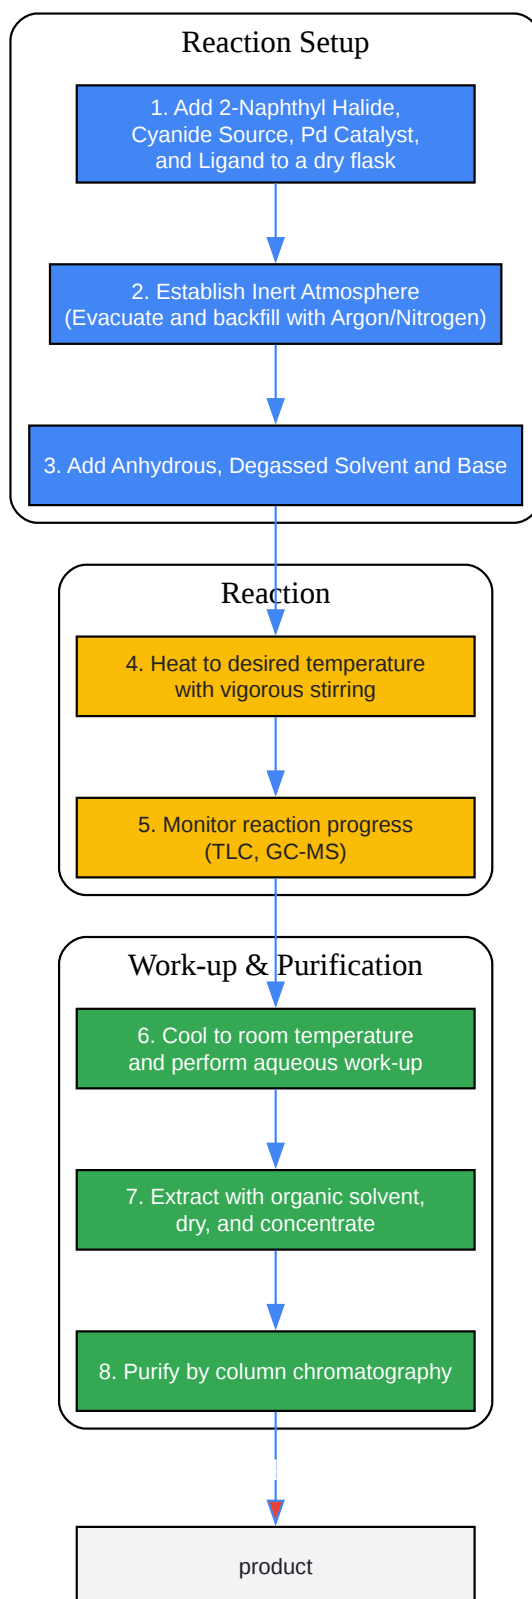 Reaction Setup
1. Add 2-Naphthyl Halide,
Cyanide Source, Pd Catalyst,
and Ligand to a dry flask
2. Establish Inert Atmosphere
(Evacuate and backfill with Argon/Nitrogen)
3. Add Anhydrous, Degassed Solvent and Base
Reaction
4. Heat to desired temperature
with vigorous stirring
5. Monitor reaction progress
(TLC, GC-MS)
Work-up & Purification
6. Cool to room temperature
and perform aqueous work-up
7. Extract with organic solvent,
dry, and concentrate
8. Purify by column chromatography
product